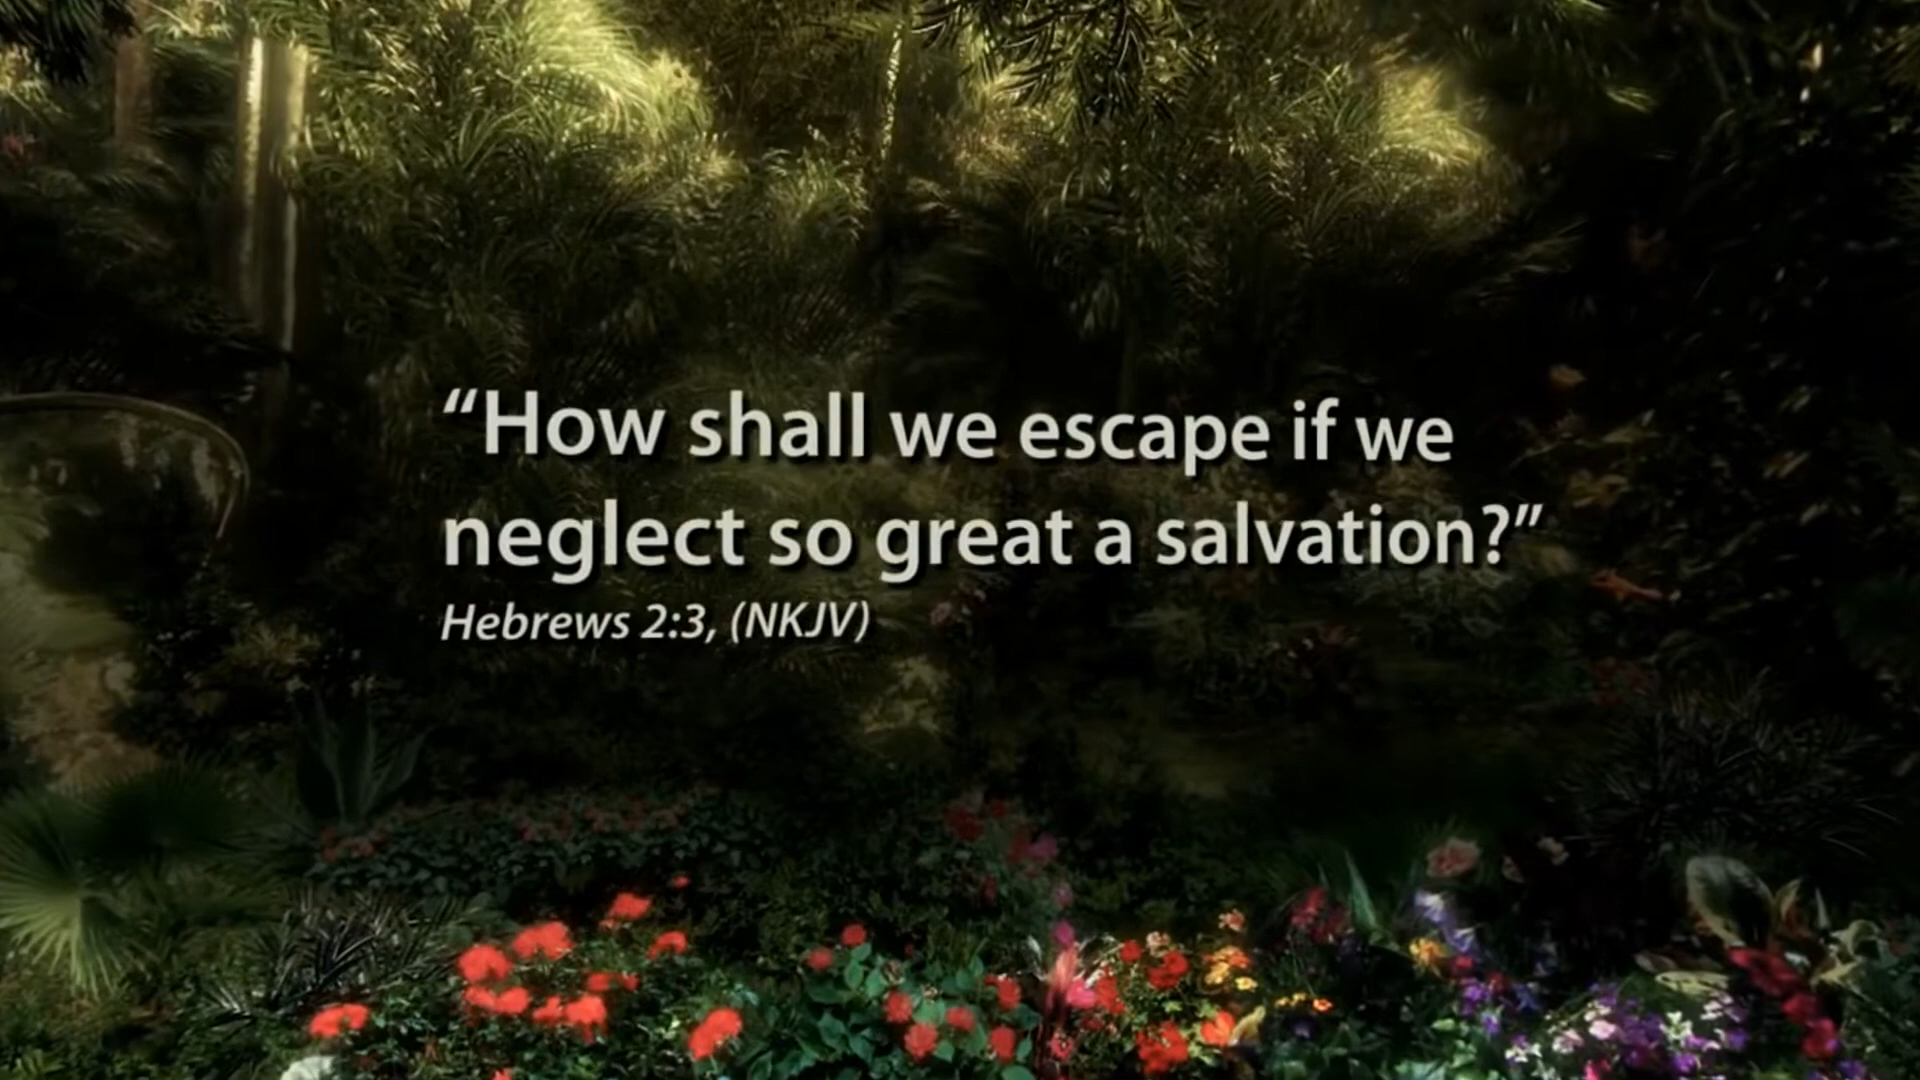 “How shall we escape if we
neglect so great a salvation?”
Hebrews 2:3, (NKJV)